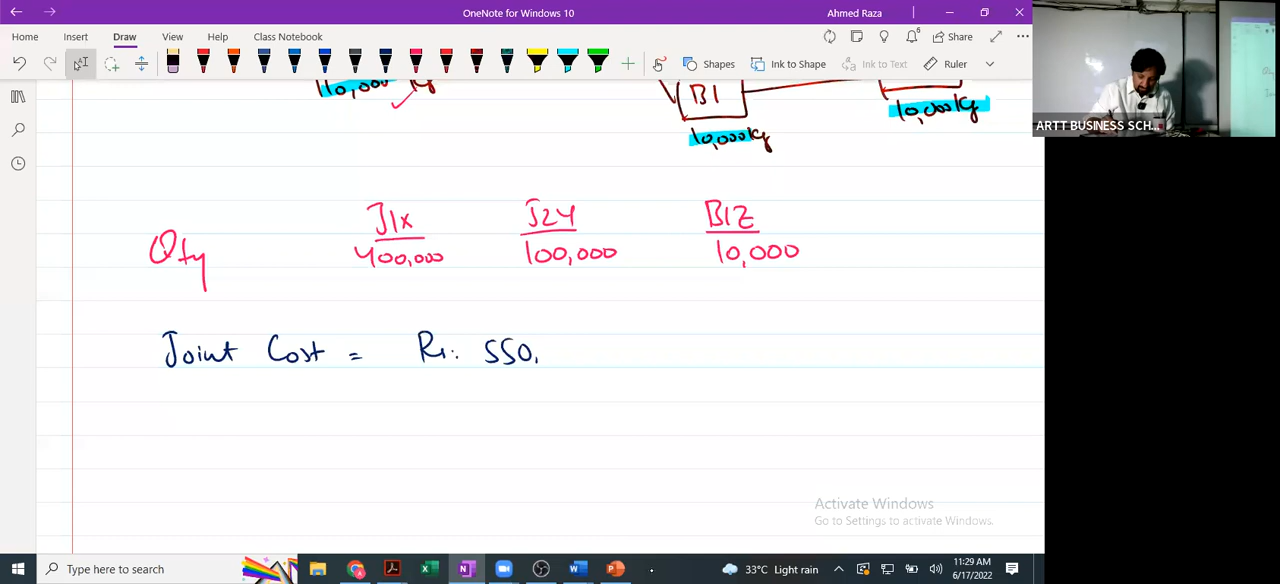 OneNote for Windows 10
Ahmed Raza
Home Insert Draw View Help Class Notebook
6 Share
Shapes Ink to Shape Ink to Text Ruler
B1
10,000 Kg
10,000 Kg
ARTT BUSINESS SCH...
J1X J2Y B1Z
Qty 400,000 100,000 10,000
Joint Cost = Rs. 550,
Activate Windows
Go to Settings to activate Windows.
Type here to search
33°C Light rain
11:29 AM
6/17/2022